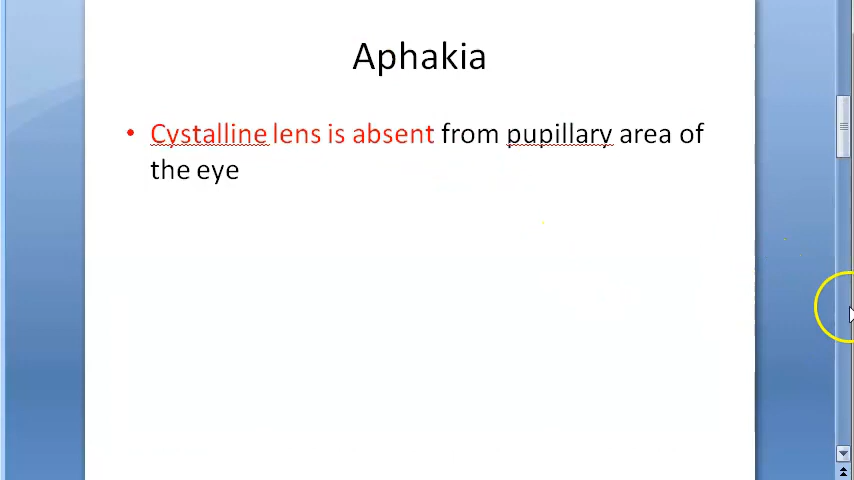 Aphakia
• Cystalline lens is absent from pupillary area of
the eye